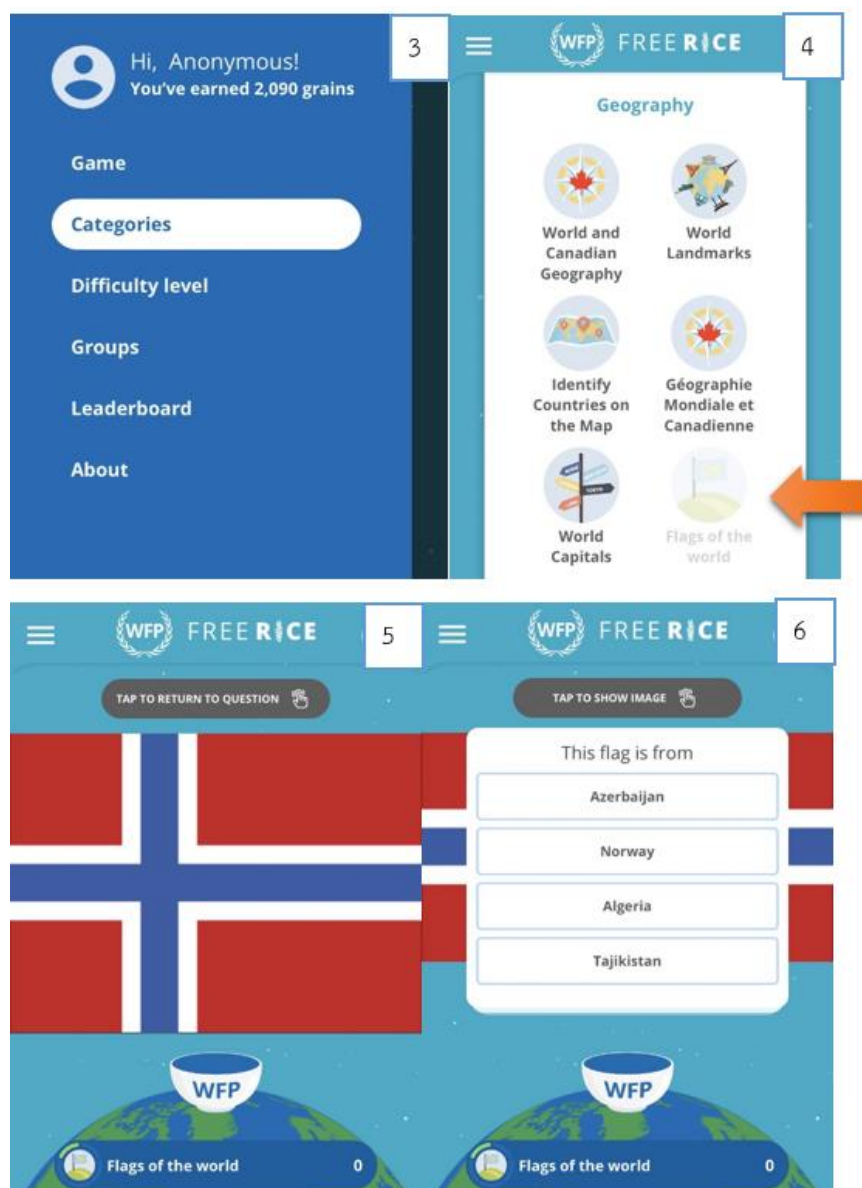 3
Hi, Anonymous!
You've earned 2,090 grains
Game
Categories
Difficulty level
Groups
Leaderboard
About
4
WFP FREE RICE
Geography
World and
Canadian
Geography
World
Landmarks
Identify
Countries on
the Map
Géographie
Mondiale et
Canadienne
TOKYO
World
Capitals
Flags of the
world
5
WFP FREE RICE
TAP TO RETURN TO QUESTION
WFP
Flags of the world 0
6
WFP FREE RICE
TAP TO SHOW IMAGE
This flag is from
Azerbaijan
Norway
Algeria
Tajikistan
WFP
Flags of the world 0